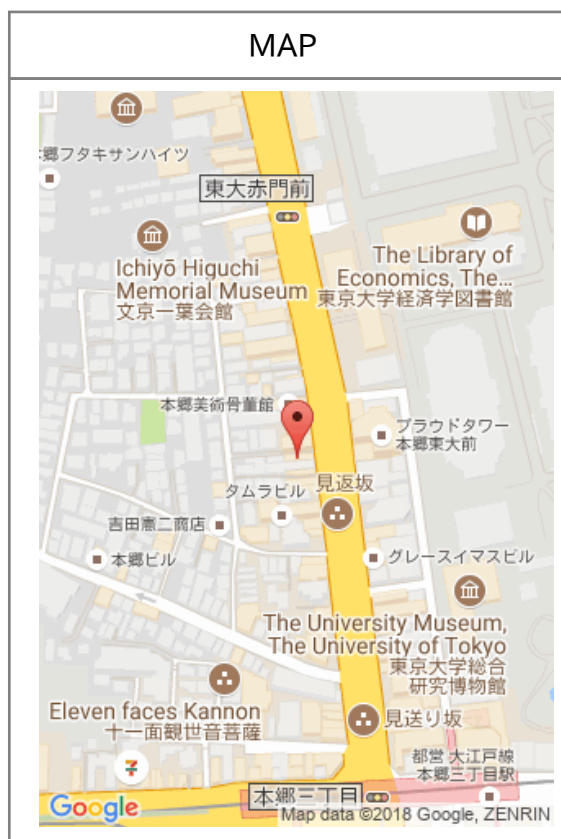 MAP
本郷フタキサンハイツ
東大赤門前
Ichiyō Higuchi
Memorial Museum
文京一葉会館
The Library of
Economics, The...
東京大学経済学図書館
本郷美術骨董館
プラウドタワー
本郷東大前
タムラビル
見返坂
吉田憲二商店
本郷ビル
グレースイマスビル
The University Museum,
The University of Tokyo
東京大学総合
研究博物館
Eleven faces Kannon
十一面観世音菩薩
見送り坂
都営 大江戸線
本郷三丁目駅
本郷三丁目
Google
Map data ©2018 Google, ZENRIN